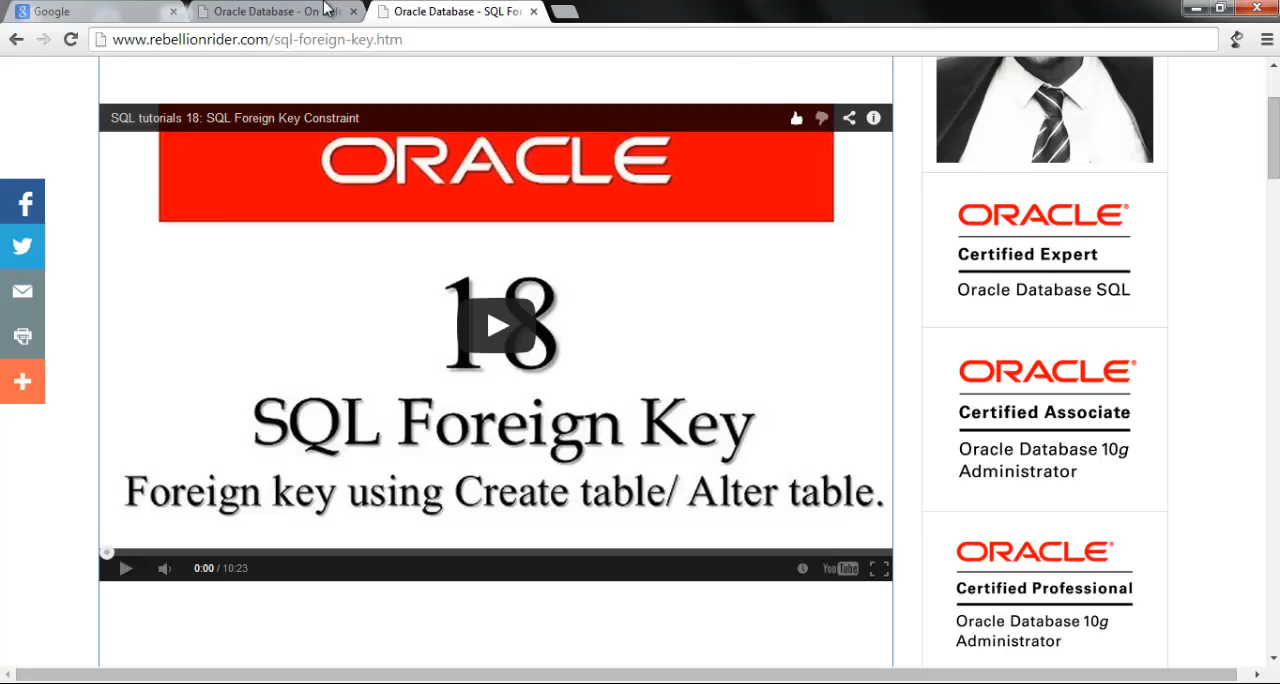 Google
Oracle Database - On
Oracle Database - SQL Fo
www.rebellionrider.com/sql-foreign-key.htm
SQL tutorials 18: SQL Foreign Key Constraint
ORACLE
18
SQL Foreign Key
Foreign key using Create table/ Alter table.
0:00 / 10:23
YouTube
ORACLE
Certified Expert
Oracle Database SQL
ORACLE
Certified Associate
Oracle Database 10g
Administrator
ORACLE
Certified Professional
Oracle Database 10g
Administrator